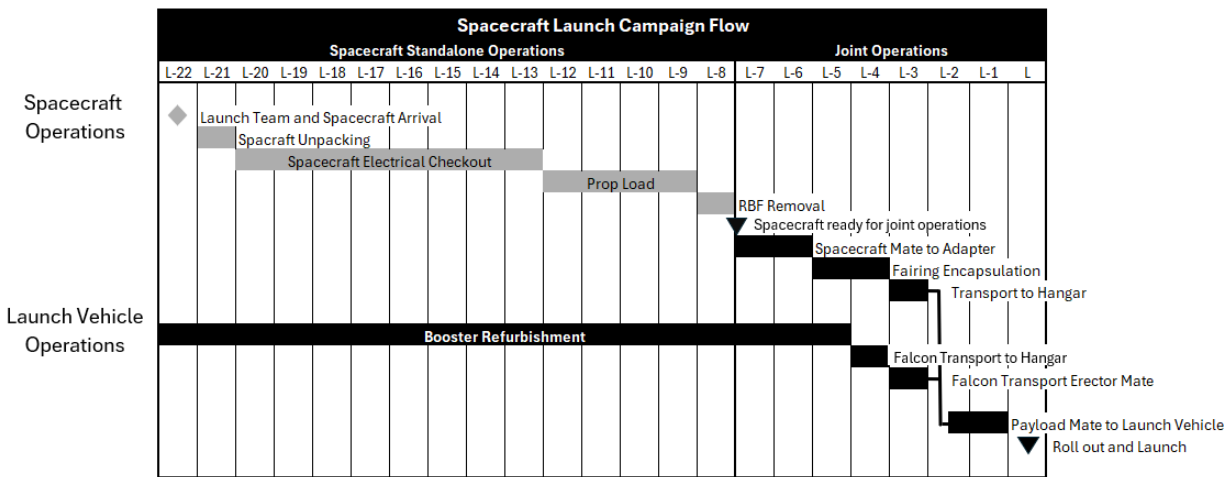 Spacecraft Launch Campaign Flow
Spacecraft Standalone Operations Joint Operations
L-22 L-21 L-20 L-19 L-18 L-17 L-16 L-15 L-14 L-13 L-12 L-11 L-10 L-9 L-8 L-7 L-6 L-5 L-4 L-3 L-2 L-1 L
Spacecraft
Operations
Launch Team and Spacecraft Arrival
Spacraft Unpacking
Spacecraft Electrical Checkout
Prop Load
RBF Removal
Spacecraft ready for joint operations
Spacecraft Mate to Adapter
Fairing Encapsulation
Transport to Hangar
Launch Vehicle
Operations
Booster Refurbishment
Falcon Transport to Hangar
Falcon Transport Erector Mate
Payload Mate to Launch Vehicle
Roll out and Launch